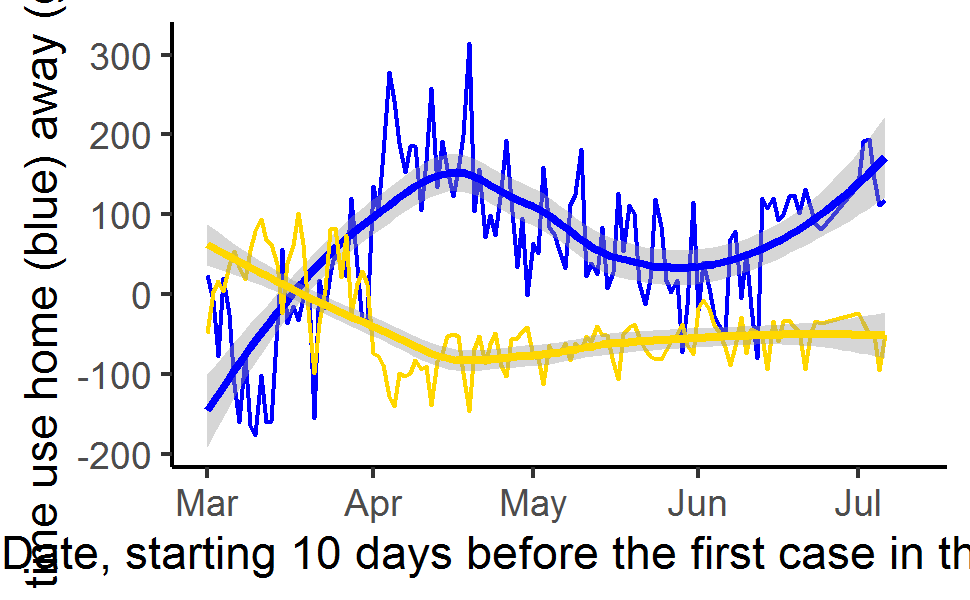 time use home (blue) away (
300
200
100
0
-100
-200
Mar Apr May Jun Jul
Date, starting 10 days before the first case in th